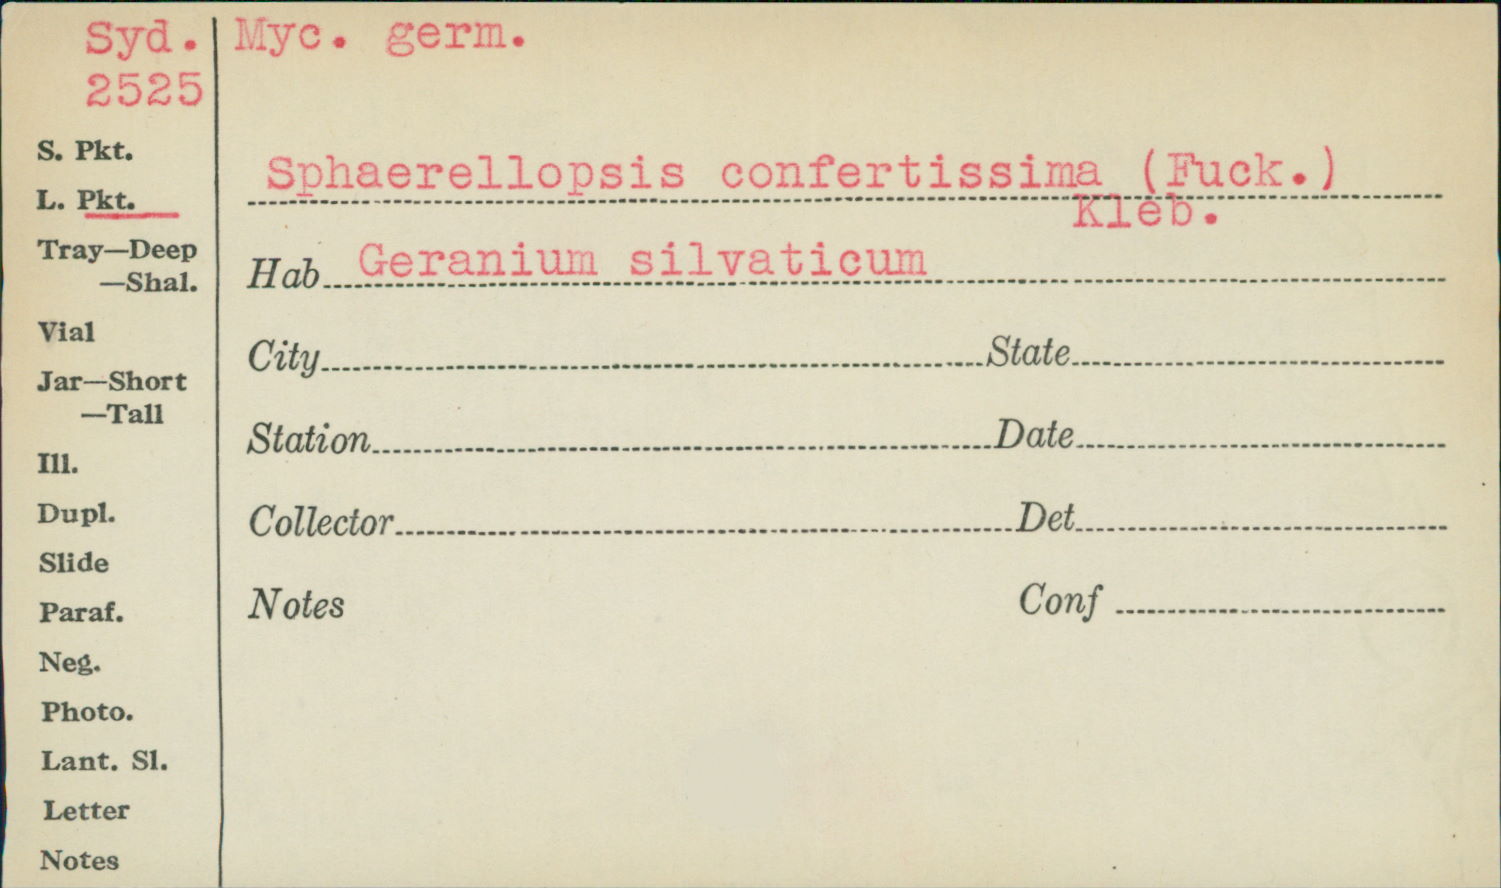 Syd. Myc. germ.
2525
S. Pkt.
L. Pkt.
Tray—Deep
—Shal.
Vial
Jar—Short
—Tall
Ill.
Dupl.
Slide
Paraf.
Neg.
Photo.
Lant. Sl.
Letter
Notes
Sphaerellopsis confertissima (Fuck.)
Kleb.
Hab Geranium silvaticum
City State
Station Date
Collector Det
Notes Conf